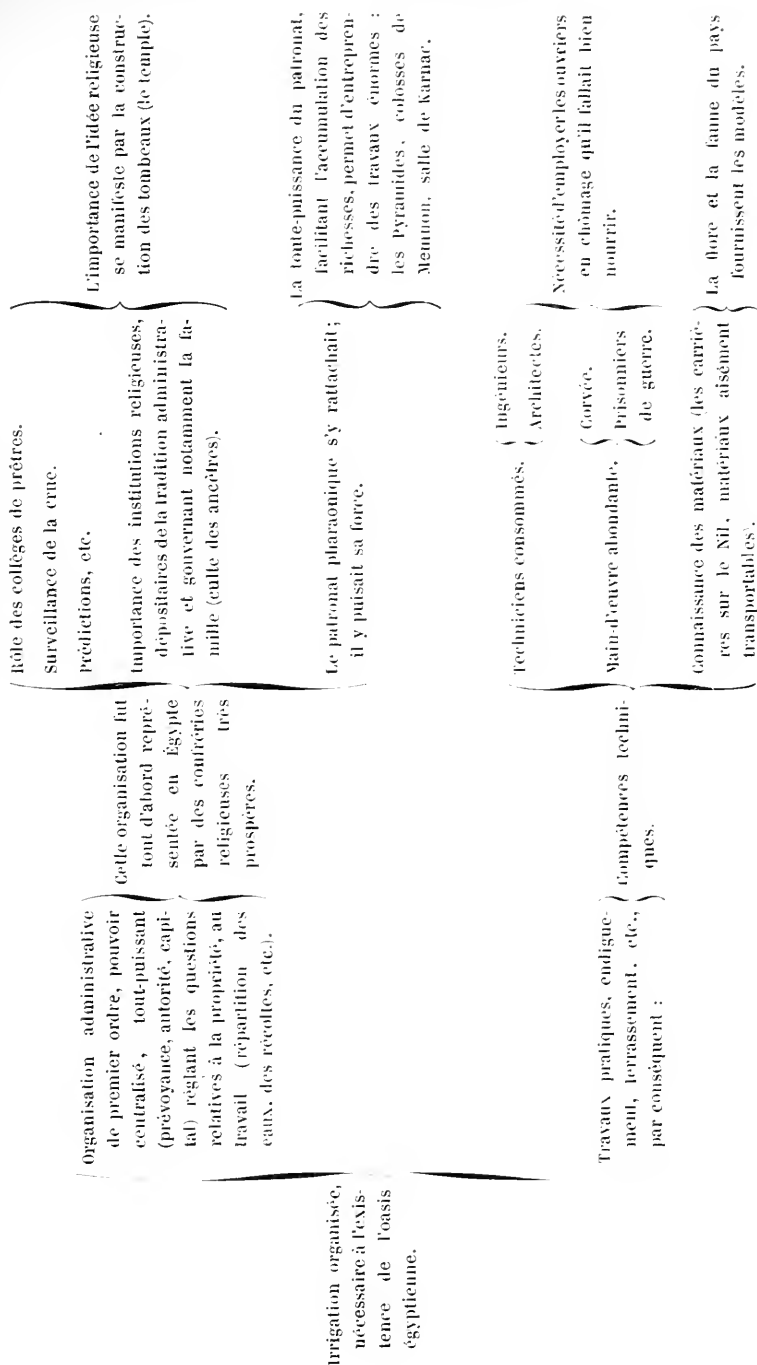 Irrigation organisée,
nécessaire à l'exis-
tence de l'oasis
égyptienne.
Organisation administrative
de premier ordre, pouvoir
centralisé, tout-puissant
(prévoyance, autorité, capi-
tal) réglant les questions
relatives à la propriété, au
travail (répartition des
eaux, des récoltes, etc.).
Cette organisation fut
tout d'abord repré-
sentée en Égypte
par des confréries
religieuses très
prospères.
Rôle des collèges de prêtres.
Surveillance de la crue.
Prédictions, etc.
Importance des institutions religieuses,
dépositaires de la tradition administra-
tive et gouvernant notamment la fa-
mille (culte des ancêtres).
L'importance de l'idée religieuse
se manifeste par la construc-
tion des tombeaux (le temple).
Le patronat pharaonique s'y rattachait;
il y puisait sa force.
La toute-puissance du patronat,
facilitant l'accumulation des
richesses, permet d'entrepren-
dre des travaux énormes :
les Pyramides, colosses de
Memnon, salle de Karnac.
Travaux pratiques, endigue-
ment, terrassement, etc.,
par conséquent :
Compétences techni-
ques.
Techniciens consommés.
Ingénieurs.
Architectes.
Main-d'œuvre abondante.
Corvée.
Prisonniers
de guerre.
Nécessité d'employer les ouvriers
en chômage qu'il fallait bien
nourrir.
Connaissance des matériaux (les carriè-
res sur le Nil, matériaux aisément
transportables).
La flore et la faune du pays
fournissent les modèles.